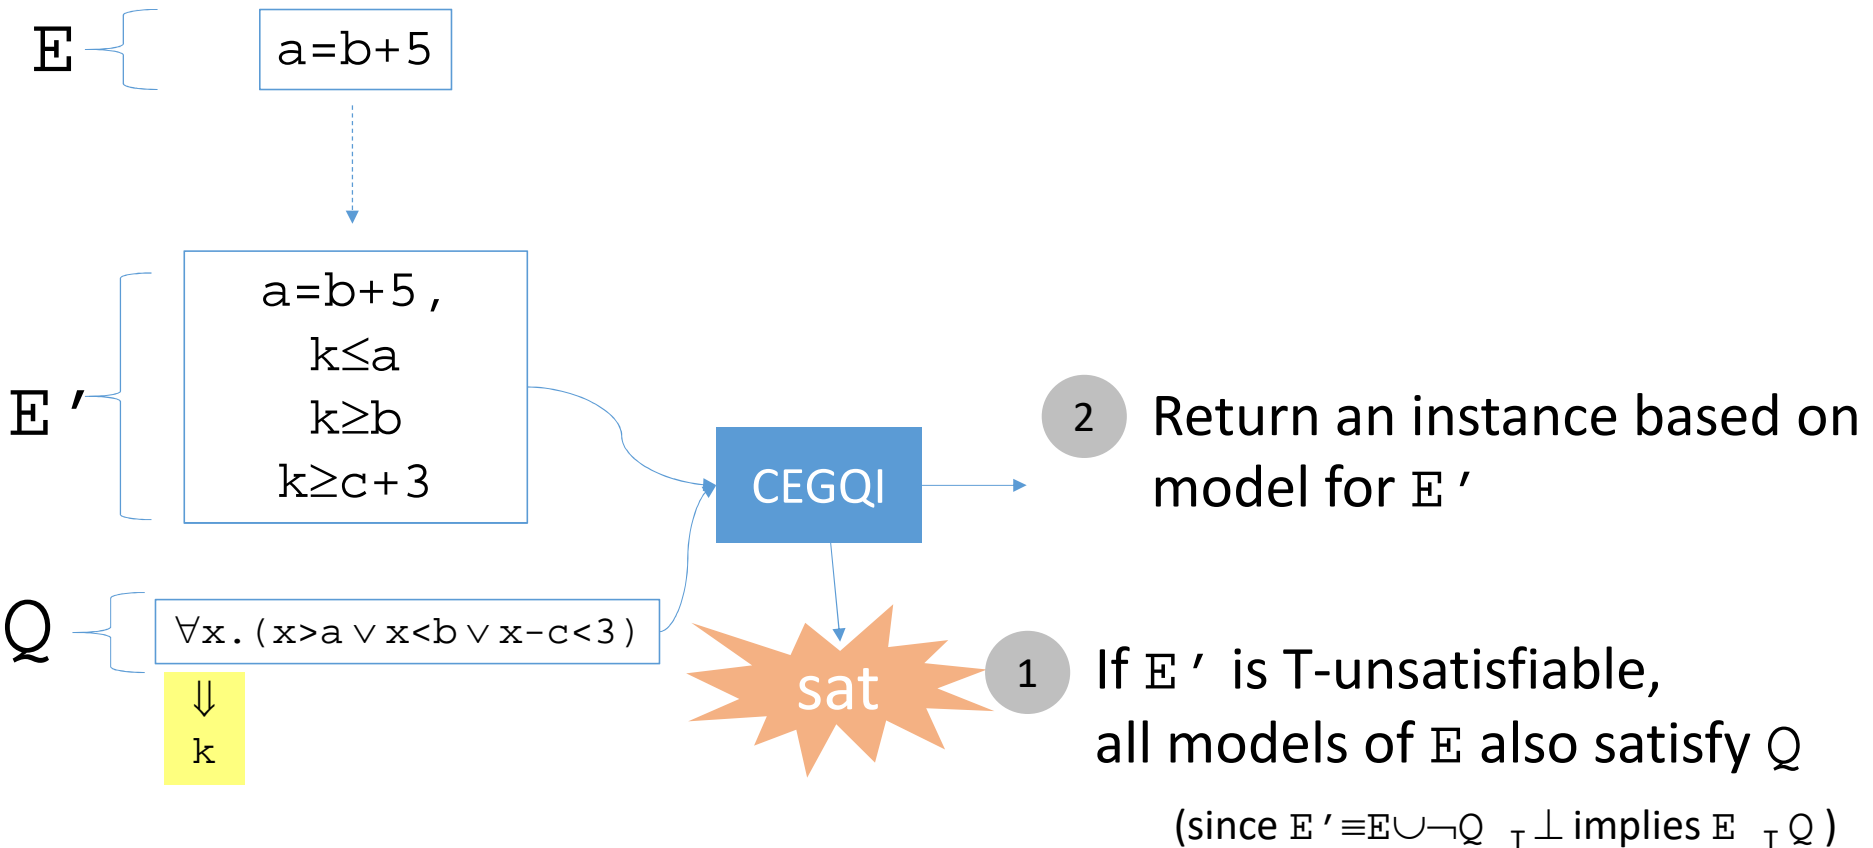 E
a=b+5
E'
a=b+5,
k≤a
k≥b
k≥c+3
CEGQI
2
Return an instance based on
model for E'
Q
∀x.(x>a ∨ x<b ∨ x-c<3)
⇓
k
sat
1
If E' is T-unsatisfiable,
all models of E also satisfy Q
(since E'≡E∪¬Q T⊥ implies E T Q)